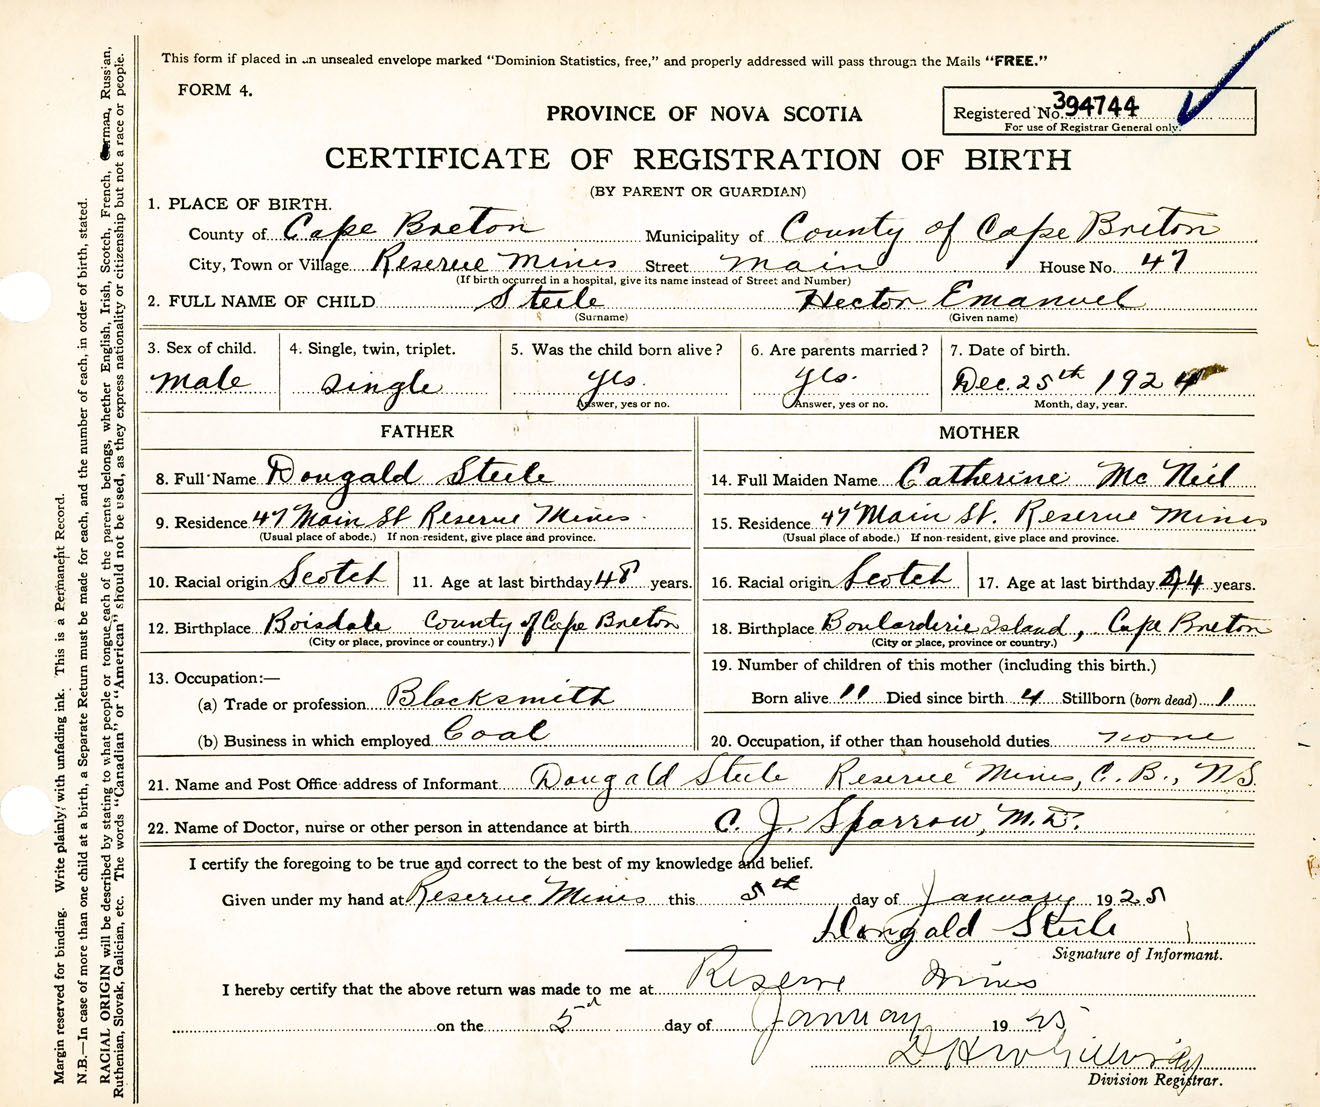 This form if placed in an unsealed envelope marked "Dominion Statistics, free," and properly addressed will pass through the Mails "FREE."
FORM 4.
PROVINCE OF NOVA SCOTIA
Registered No. 394744
For use of Registrar General only.
CERTIFICATE OF REGISTRATION OF BIRTH
(BY PARENT OR GUARDIAN)
1. PLACE OF BIRTH.
County of Cape Breton Municipality of County of Cape Breton
City, Town or Village Reserve Mines Street Main House No. 47
(If birth occurred in a hospital, give its name instead of Street and Number)
2. FULL NAME OF CHILD Steele Hector Emanuel
(Surname) (Given name)
3. Sex of child. 4. Single, twin, triplet. 5. Was the child born alive? 6. Are parents married? 7. Date of birth.
male single yes. yes. Dec. 25th 1924
Answer, yes or no. Answer, yes or no. Month, day, year.
FATHER MOTHER
8. Full Name Dougald Steele 14. Full Maiden Name Catherine McNeil
9. Residence 47 Main St Reserve Mines 15. Residence 47 Main St. Reserve Mines
(Usual place of abode.) If non-resident, give place and province. (Usual place of abode.) If non-resident, give place and province.
10. Racial origin Scotch 11. Age at last birthday 48 years. 16. Racial origin Scotch 17. Age at last birthday 44 years.
12. Birthplace Boisdale County of Cape Breton 18. Birthplace Boularderie Island, Cape Breton
(City or place, province or country.) (City or place, province or country.)
13. Occupation:— 19. Number of children of this mother (including this birth.)
(a) Trade or profession Blacksmith Born alive 11 Died since birth 4 Stillborn (born dead) 1
(b) Business in which employed Coal 20. Occupation, if other than household duties none
21. Name and Post Office address of Informant Dougald Steele Reserve Mines, C. B., N.S.
22. Name of Doctor, nurse or other person in attendance at birth C. J. Sparrow, M.D.
I certify the foregoing to be true and correct to the best of my knowledge and belief.
Given under my hand at Reserve Mines this 5th day of January 1925
Dougald Steele
Signature of Informant.
I hereby certify that the above return was made to me at Reserve Mines
on the 5 day of January 1925
Division Registrar.
Margin reserved for binding. Write plainly with unfading ink. This is a Permanent Record.
N.B.—In case of more than one child at a birth, a Separate Return must be made for each, and the number of each, in order of birth, stated.
RACIAL ORIGIN will be described by stating to what people or tongue each of the parents belongs, whether English, Irish, Scotch, French, German, Russian,
Ruthenian, Slovak, Galician, etc. The words "Canadian" or "American" should not be used, as they express nationality or citizenship but not a race or people.